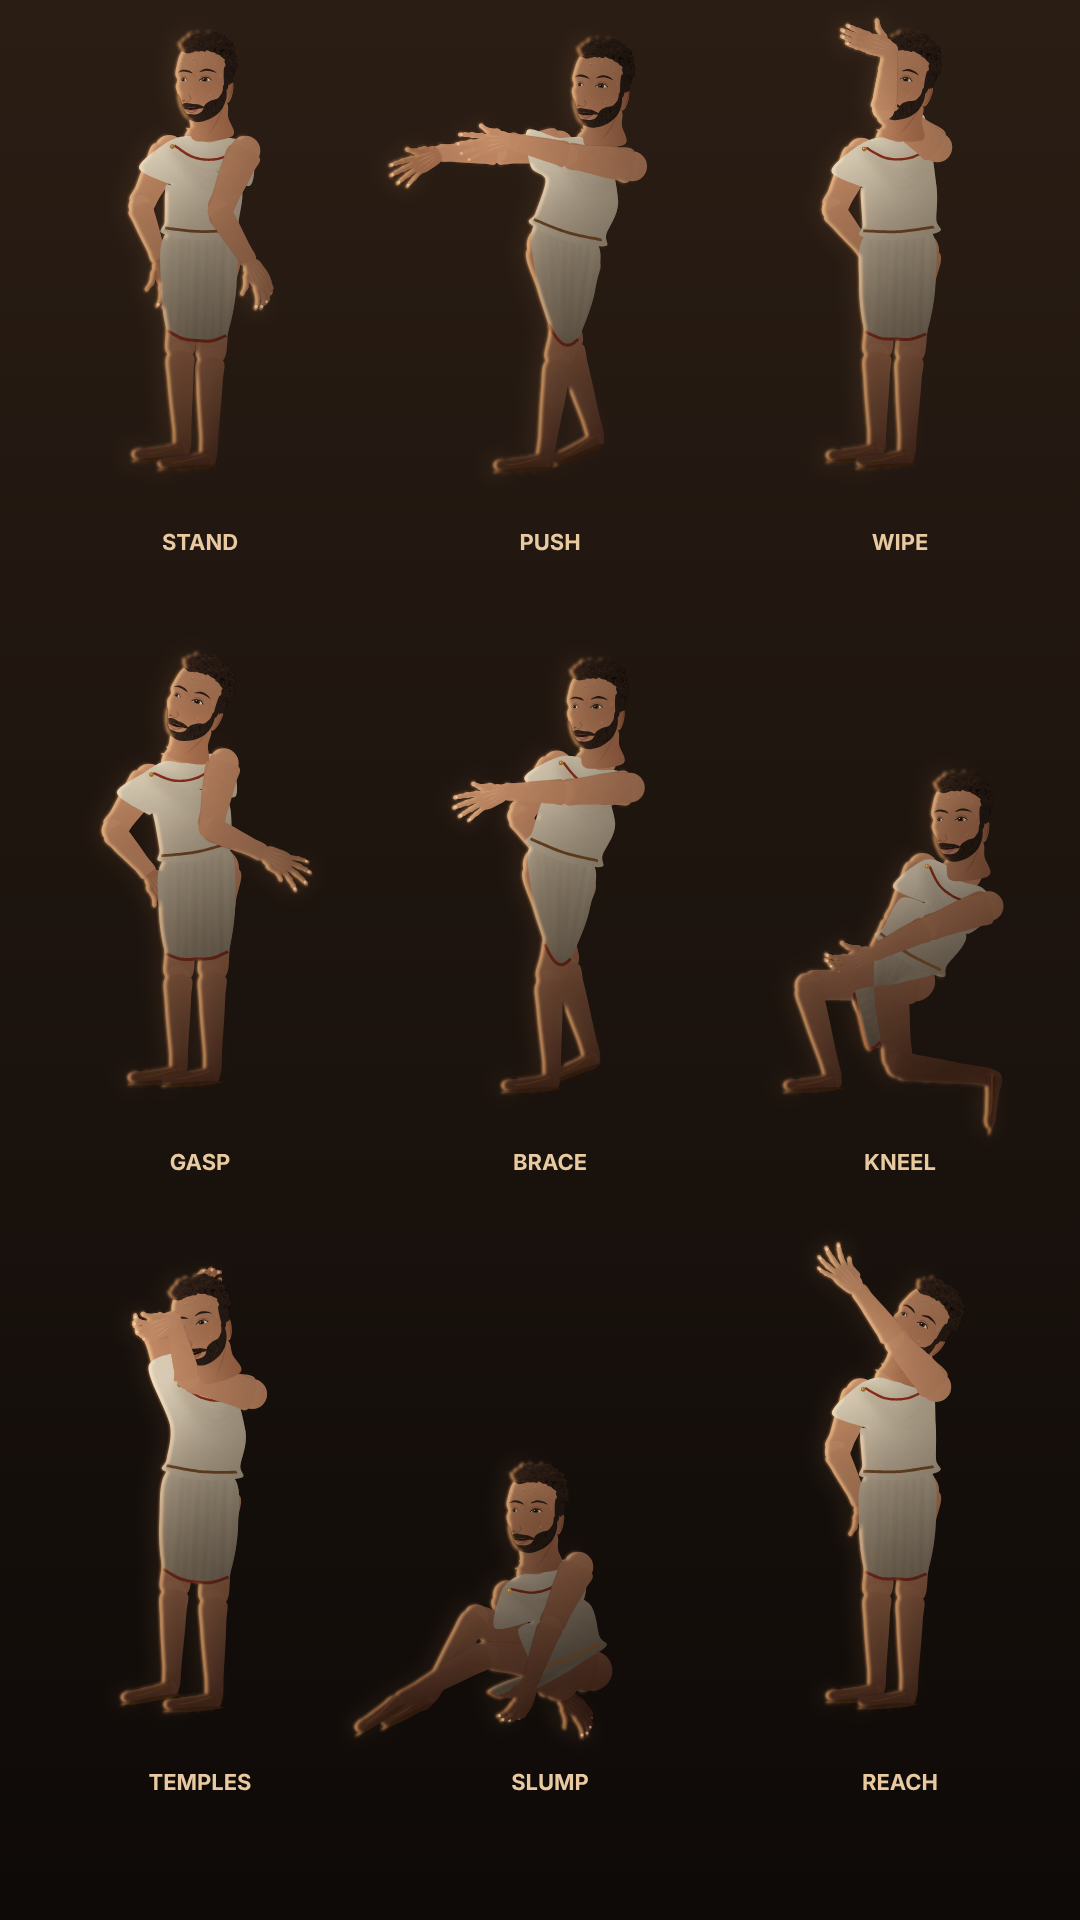 STAND
PUSH
WIPE
GASP
BRACE
KNEEL
TEMPLES
SLUMP
REACH